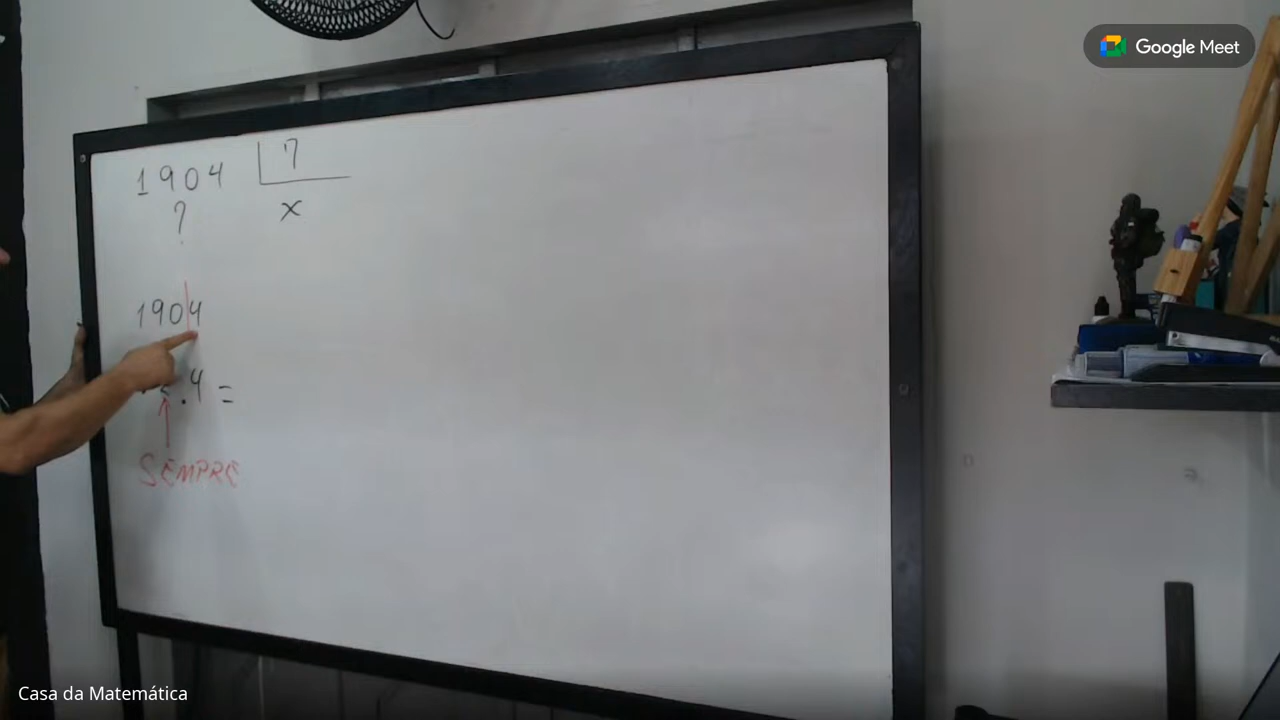 1904 7
? x
1904
. 4 =
SEMPRE
Google Meet
Casa da Matemática